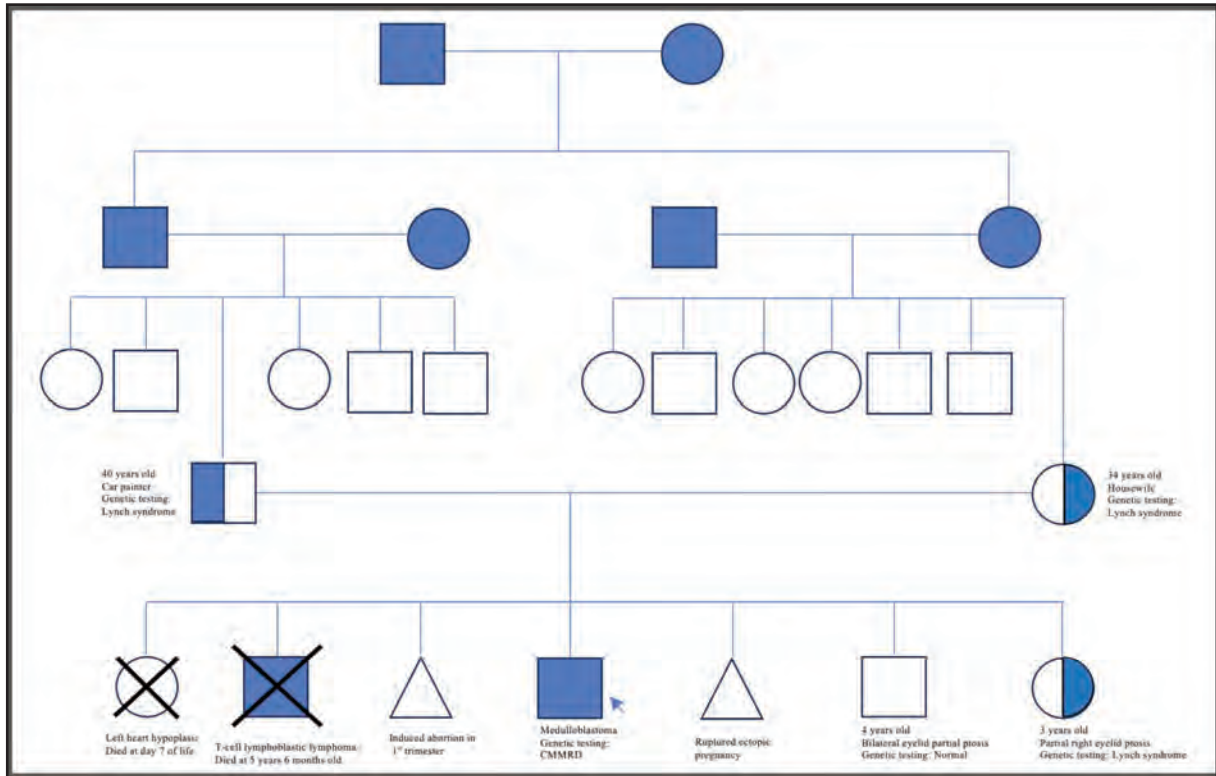 40 years old
Car painter
Genetic testing:
Lynch syndrome
34 years old
Housewife
Genetic testing:
Lynch syndrome
Left heart hypoplasic
Died at day 7 of life
T-cell lymphoblastic lymphoma
Died at 5 years 6 months old
Induced abortion in
1st trimester
Medulloblastoma
Genetic testing:
CMMRD
Ruptured ectopic
pregnancy
4 years old
Bilateral eyelid partial ptosis
Genetic testing: Normal
3 years old
Partial right eyelid ptosis
Genetic testing: Lynch syndrome